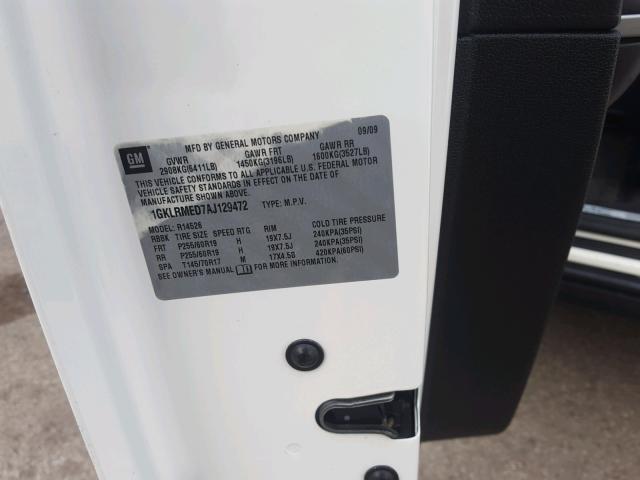 MFD BY GENERAL MOTORS COMPANY 09/09
GM
GVWR GAWR FRT GAWR RR
2908KG(6411LB) 1450KG(3196LB) 1600KG(3527LB)
THIS VEHICLE CONFORMS TO ALL APPLICABLE U.S. FEDERAL MOTOR
VEHICLE SAFETY STANDARDS IN EFFECT ON THE DATE OF
MANUFACTURE SHOWN ABOVE.
1GKLRMED7AJ129472 TYPE: M.P.V.
MODEL: R14526
RBBK TIRE SIZE SPEED RTG RIM COLD TIRE PRESSURE
FRT P255/60R19 H 19X7.5J 240KPA(35PSI)
RR P255/60R19 H 19X7.5J 240KPA(35PSI)
SPA T145/70R17 M 17X4.5B 420KPA(60PSI)
SEE OWNER'S MANUAL FOR MORE INFORMATION.